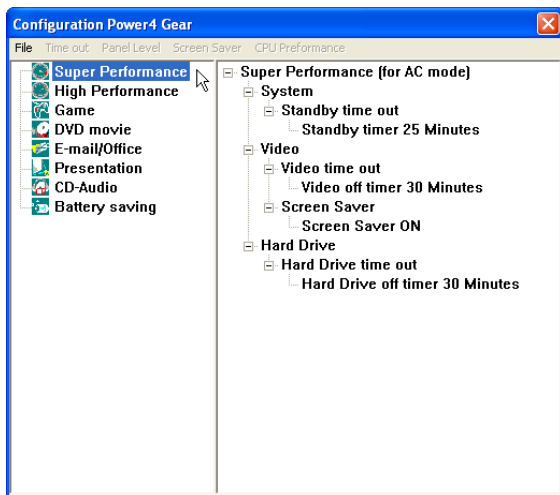 Configuration Power4 Gear
File Time out Panel Level Screen Saver CPU Preformance
Super Performance
High Performance
Game
DVD movie
E-mail/Office
Presentation
CD-Audio
Battery saving
Super Performance (for AC mode)
System
Standby time out
Standby timer 25 Minutes
Video
Video time out
Video off timer 30 Minutes
Screen Saver
Screen Saver ON
Hard Drive
Hard Drive time out
Hard Drive off timer 30 Minutes